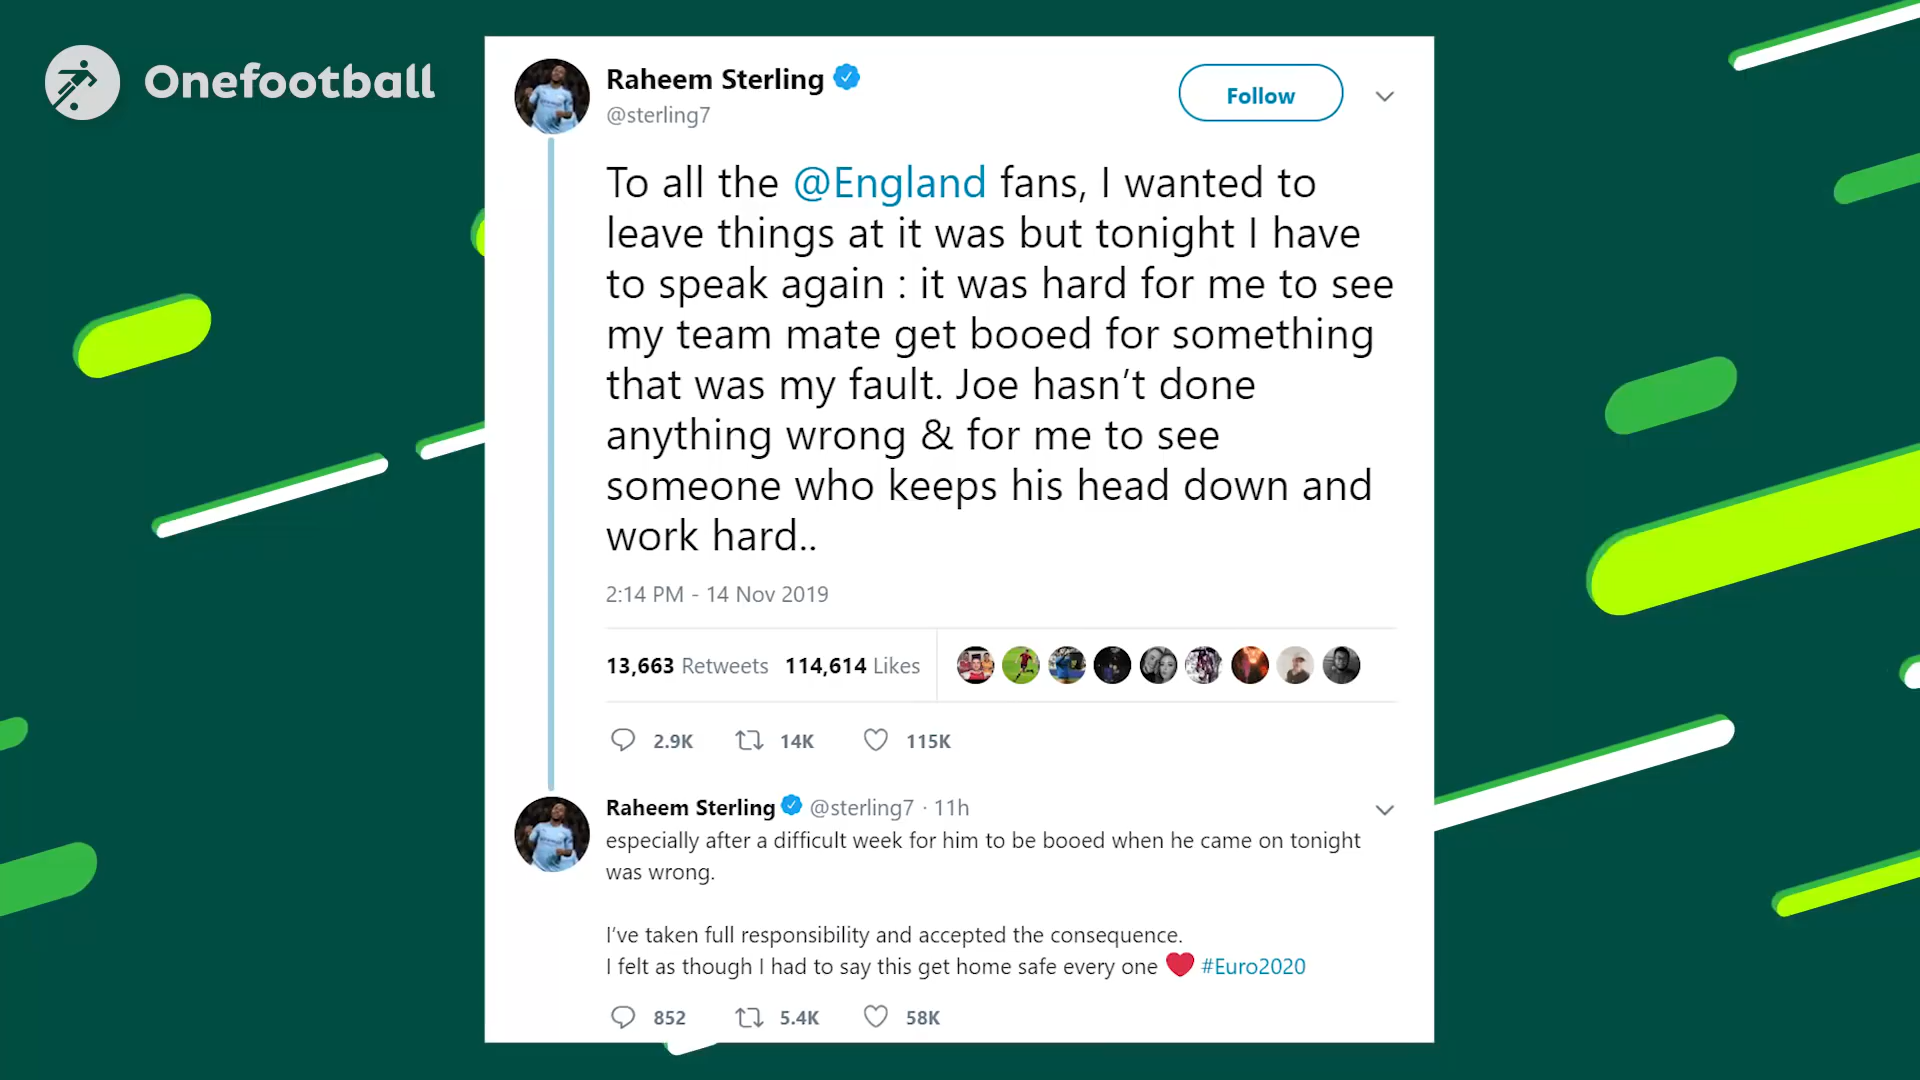 Onefootball
Raheem Sterling
@sterling7
Follow
To all the @England fans, I wanted to
leave things at it was but tonight I have
to speak again : it was hard for me to see
my team mate get booed for something
that was my fault. Joe hasn’t done
anything wrong & for me to see
someone who keeps his head down and
work hard..
2:14 PM - 14 Nov 2019
13,663 Retweets 114,614 Likes
2.9K 14K 115K
Raheem Sterling @sterling7 · 11h
especially after a difficult week for him to be booed when he came on tonight
was wrong.
I’ve taken full responsibility and accepted the consequence.
I felt as though I had to say this get home safe every one ❤ #Euro2020
852 5.4K 58K